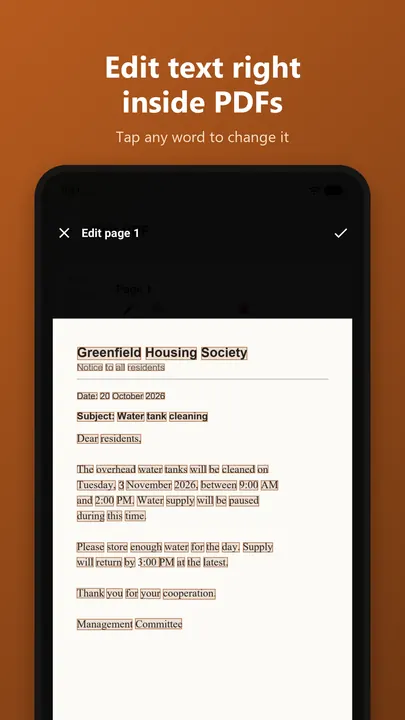 Edit text right
inside PDFs
Tap any word to change it
Edit page 1
Page 1
Greenfield Housing Society
Notice to all residents
Date: 20 October 2026
Subject: Water tank cleaning
Dear residents,
The overhead water tanks will be cleaned on
Tuesday, 3 November 2026, between 9:00 AM
and 2:00 PM. Water supply will be paused
during this time.
Please store enough water for the day. Supply
will return by 3:00 PM at the latest.
Thank you for your cooperation.
Management Committee